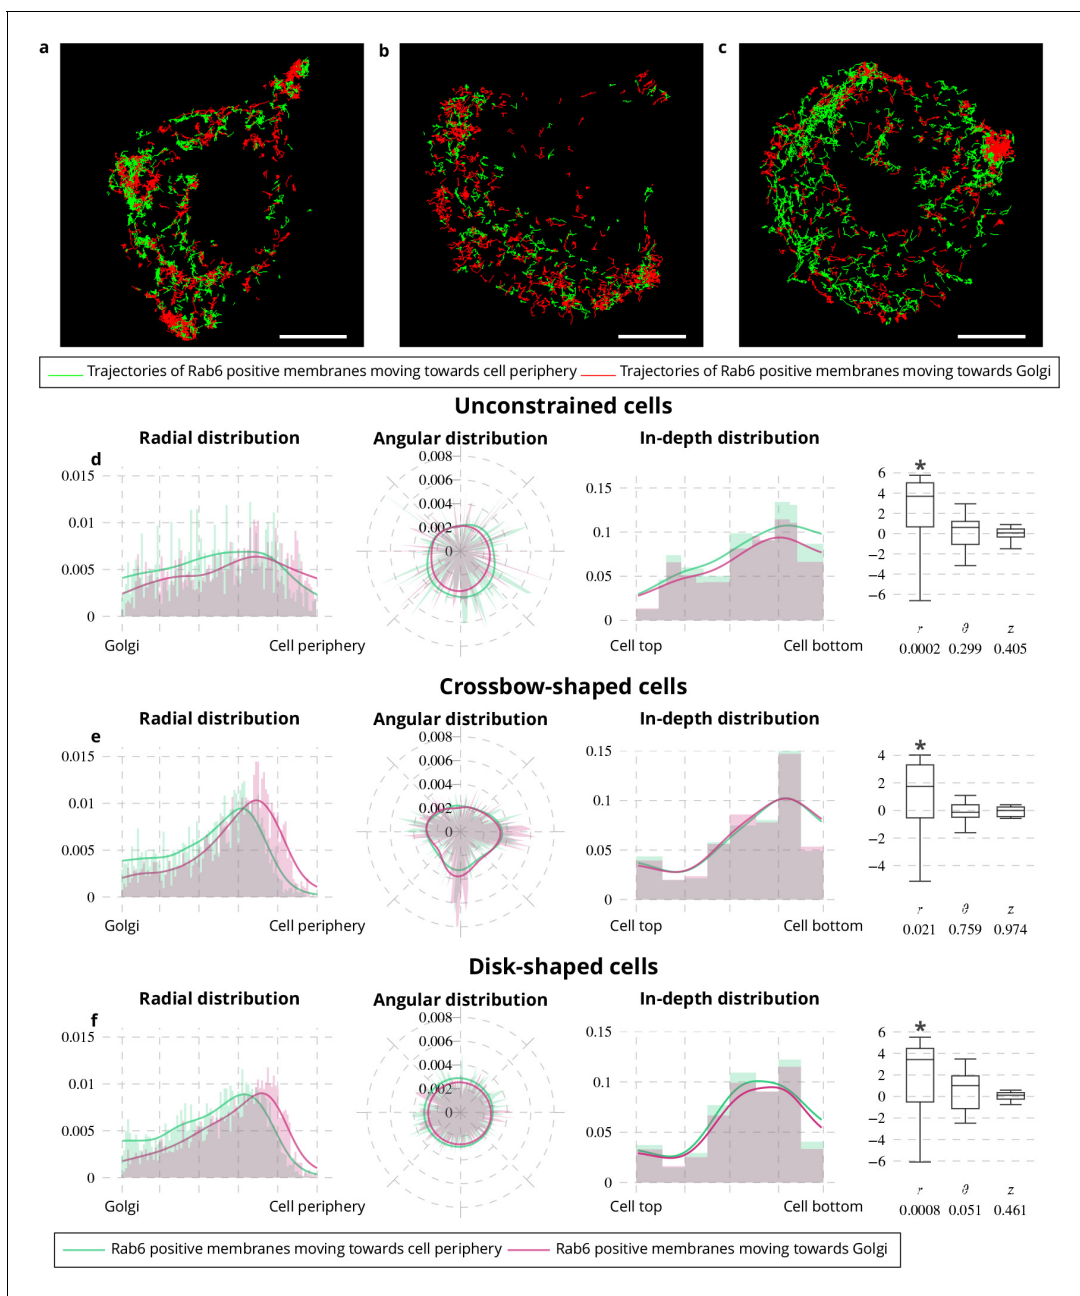 a
b
c
Trajectories of Rab6 positive membranes moving towards cell periphery
Trajectories of Rab6 positive membranes moving towards Golgi
Unconstrained cells
d
Radial distribution
0.015
0.01
0.005
0
Golgi
Cell periphery
Angular distribution
0.008
0.006
0.004
0.002
0
In-depth distribution
0.15
0.1
0.05
0
Cell top
Cell bottom
*
6
4
2
0
−2
−4
−6
r θ z
0.0002 0.299 0.405
Crossbow-shaped cells
e
Radial distribution
0.015
0.01
0.005
0
Golgi
Cell periphery
Angular distribution
0.008
0.006
0.004
0.002
0
In-depth distribution
0.15
0.1
0.05
0
Cell top
Cell bottom
*
4
2
0
−2
−4
r θ z
0.021 0.759 0.974
Disk-shaped cells
f
Radial distribution
0.015
0.01
0.005
0
Golgi
Cell periphery
Angular distribution
0.008
0.006
0.004
0.002
0
In-depth distribution
0.15
0.1
0.05
0
Cell top
Cell bottom
*
6
4
2
0
−2
−4
−6
r θ z
0.0008 0.051 0.461
Rab6 positive membranes moving towards cell periphery
Rab6 positive membranes moving towards Golgi